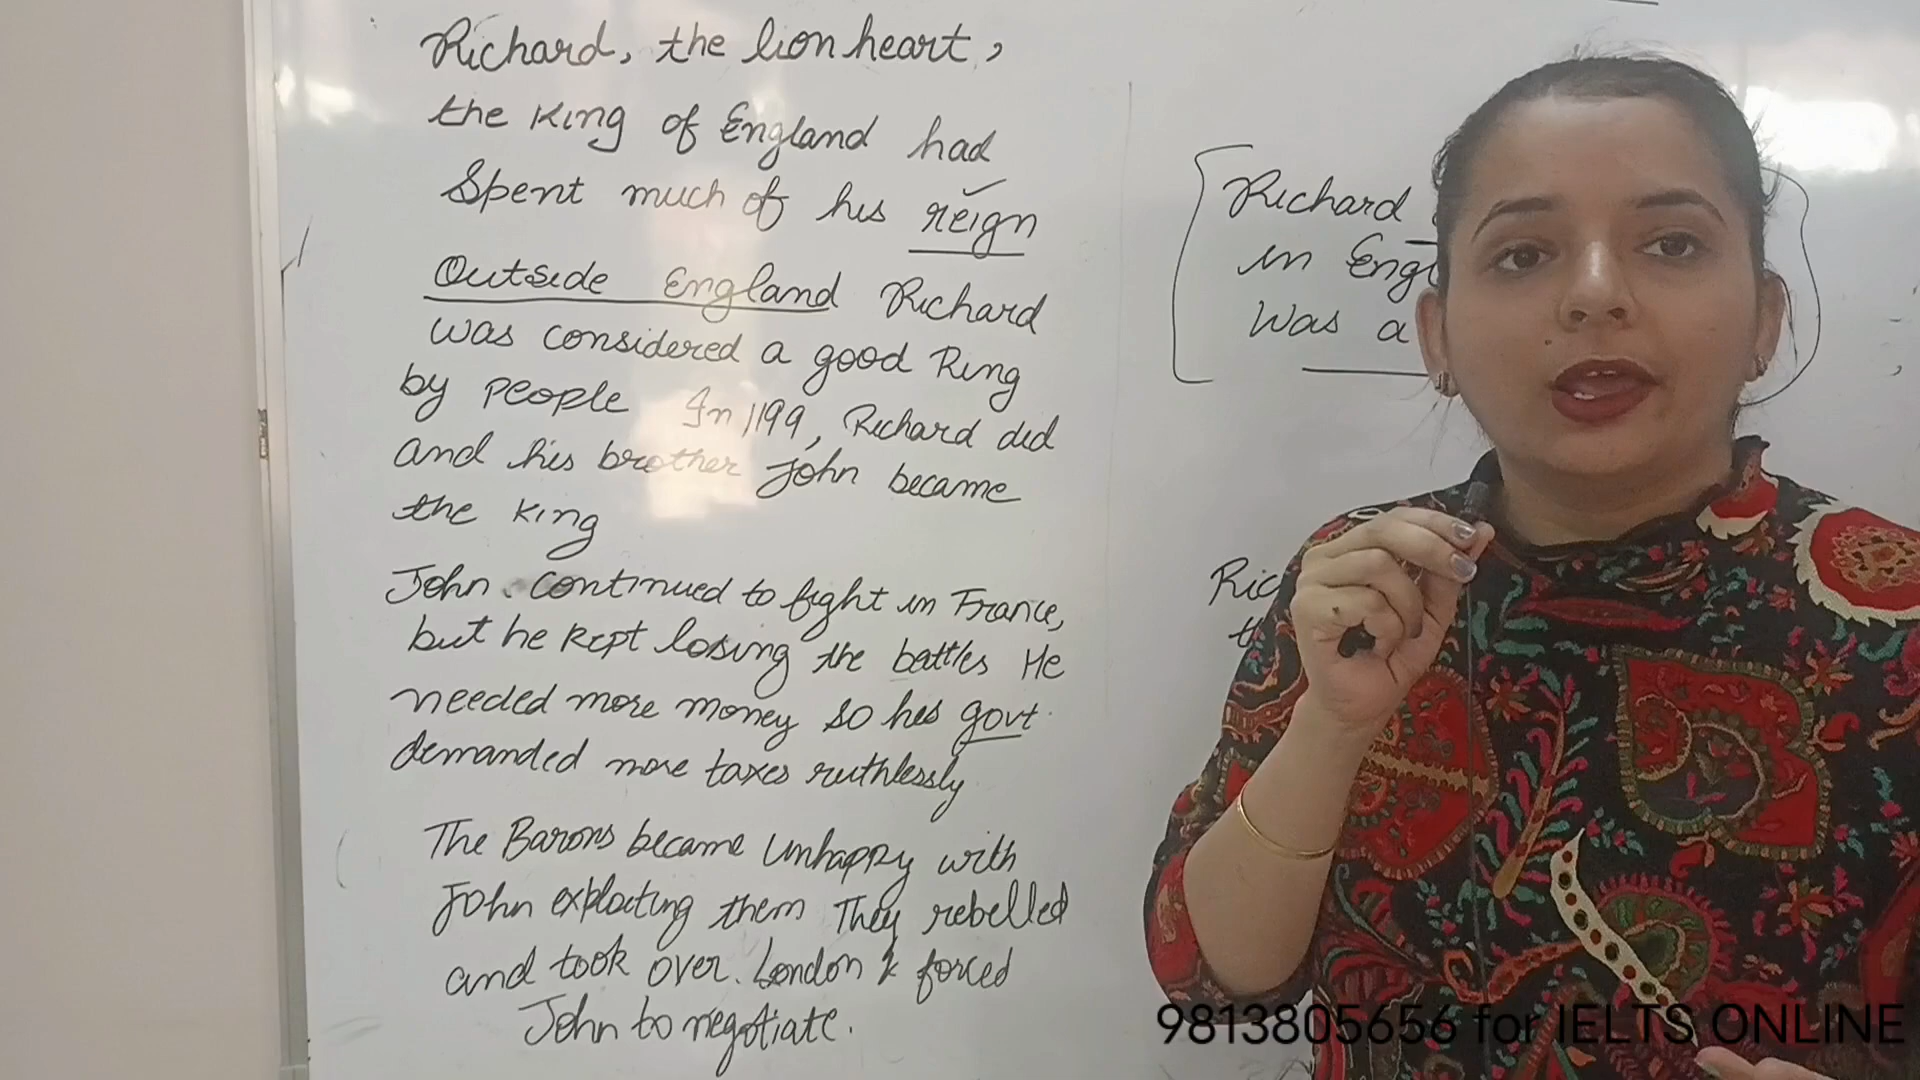 Richard, the lion heart,
the King of England had
Spent much of his reign
Outside England Richard
was considered a good King
by people In 1199, Richard did
and his brother John became
the King
John continued to fight in France,
but he kept losing the battles He
needed more money so his govt.
demanded more taxes ruthlessly
The Barons became unhappy with
John exploiting them They rebelled
and took over London & forced
John to negotiate.
Richard
in Engl
Was a
Ric
9813805656 for IELTS ONLINE